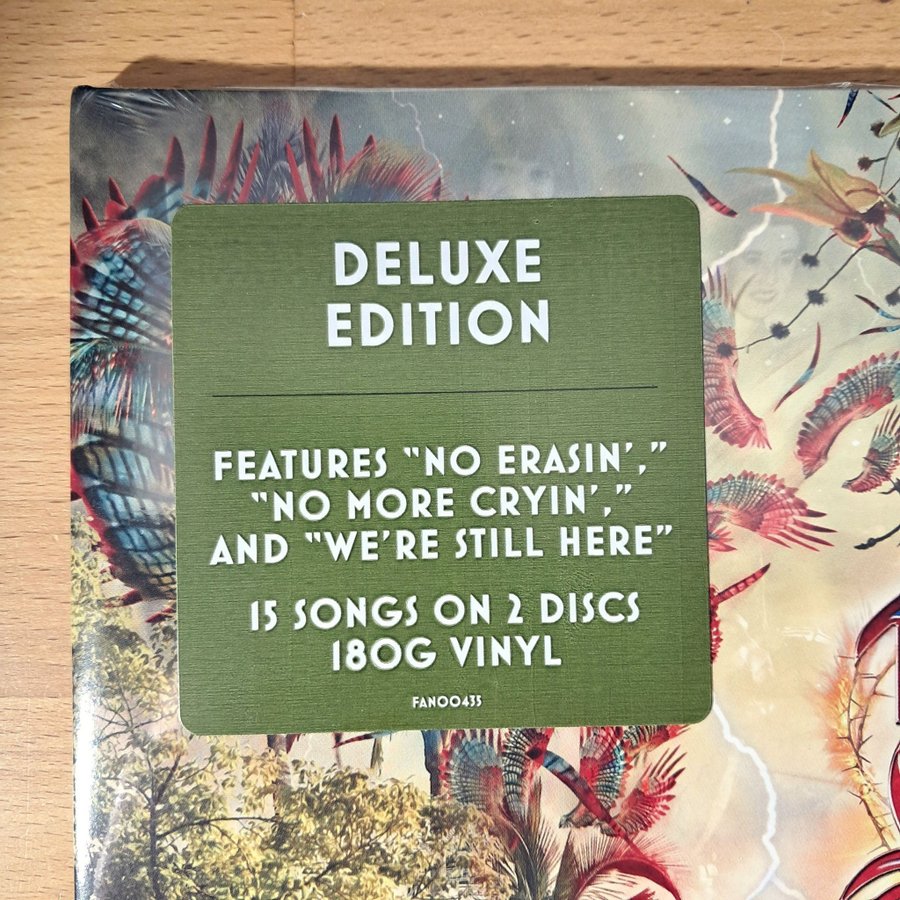 DELUXE
EDITION
FEATURES “NO ERASIN’,”
“NO MORE CRYIN’,”
AND “WE’RE STILL HERE”
15 SONGS ON 2 DISCS
180G VINYL
FAN00435